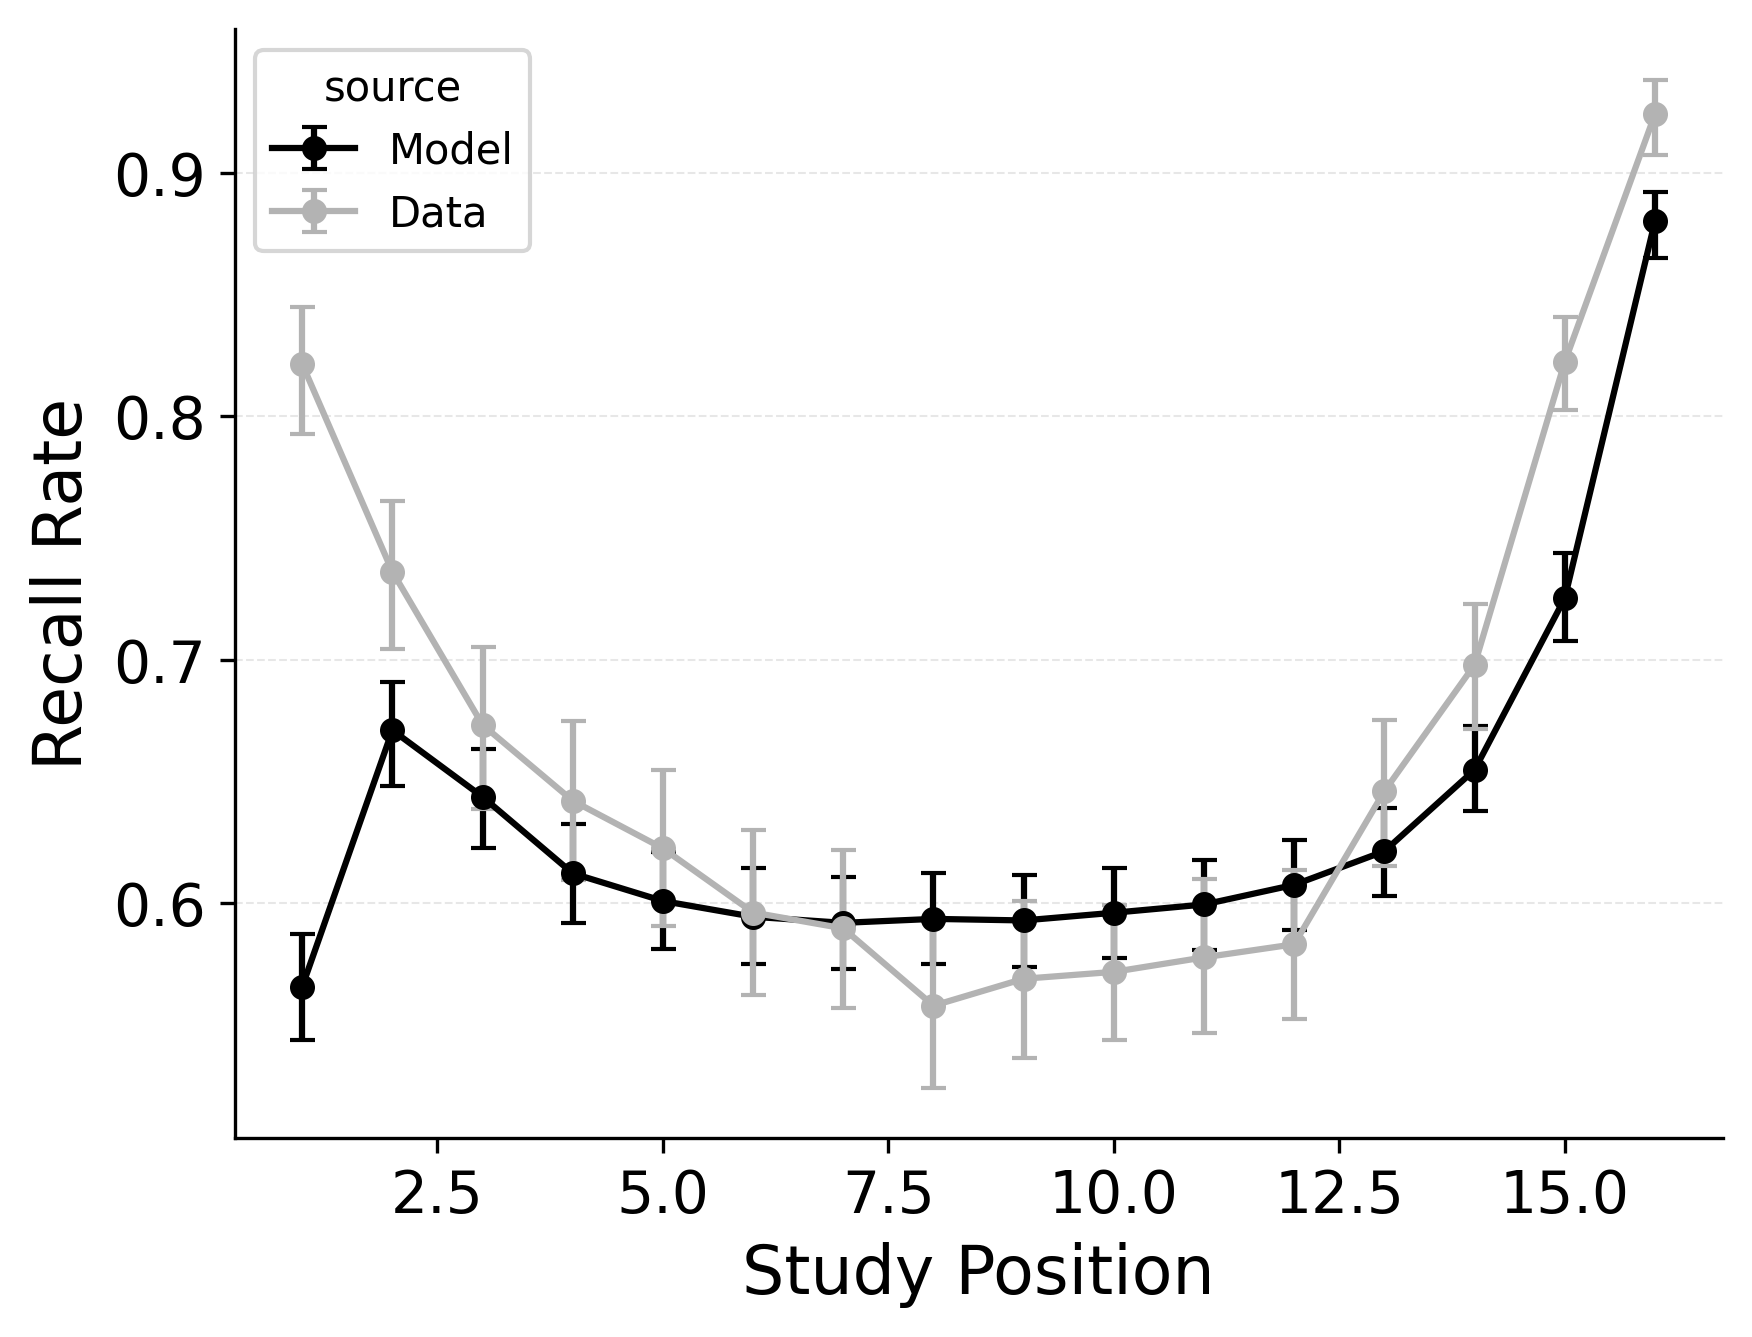 source
Model
Data
0.9
0.8
0.7
0.6
Recall Rate
2.5 5.0 7.5 10.0 12.5 15.0
Study Position